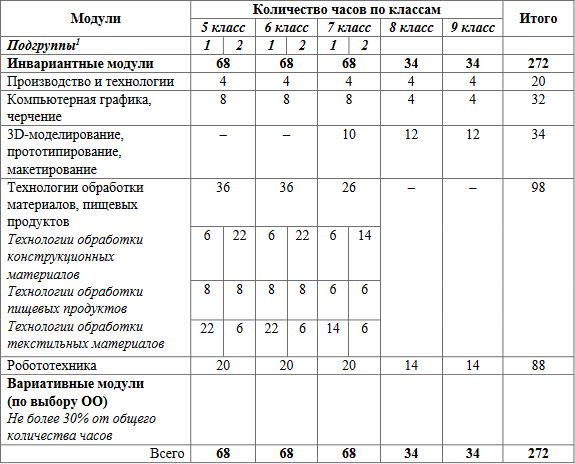 Модули Количество часов по классам Итого
5 класс 6 класс 7 класс 8 класс 9 класс
Подгруппы¹ 1 2 1 2 1 2
Инвариантные модули 68 68 68 34 34 272
Производство и технологии 4 4 4 4 4 20
Компьютерная графика, 8 8 8 4 4 32
черчение
3D-моделирование, – – 10 12 12 34
прототипирование,
макетирование
Технологии обработки 36 36 26 – – 98
материалов, пищевых
продуктов
Технологии обработки 6 22 6 22 6 14
конструкционных
материалов
Технологии обработки 8 8 8 8 6 6
пищевых продуктов
Технологии обработки 22 6 22 6 14 6
текстильных материалов
Робототехника 20 20 20 14 14 88
Вариативные модули
(по выбору ОО)
Не более 30% от общего
количества часов
Всего 68 68 68 34 34 272